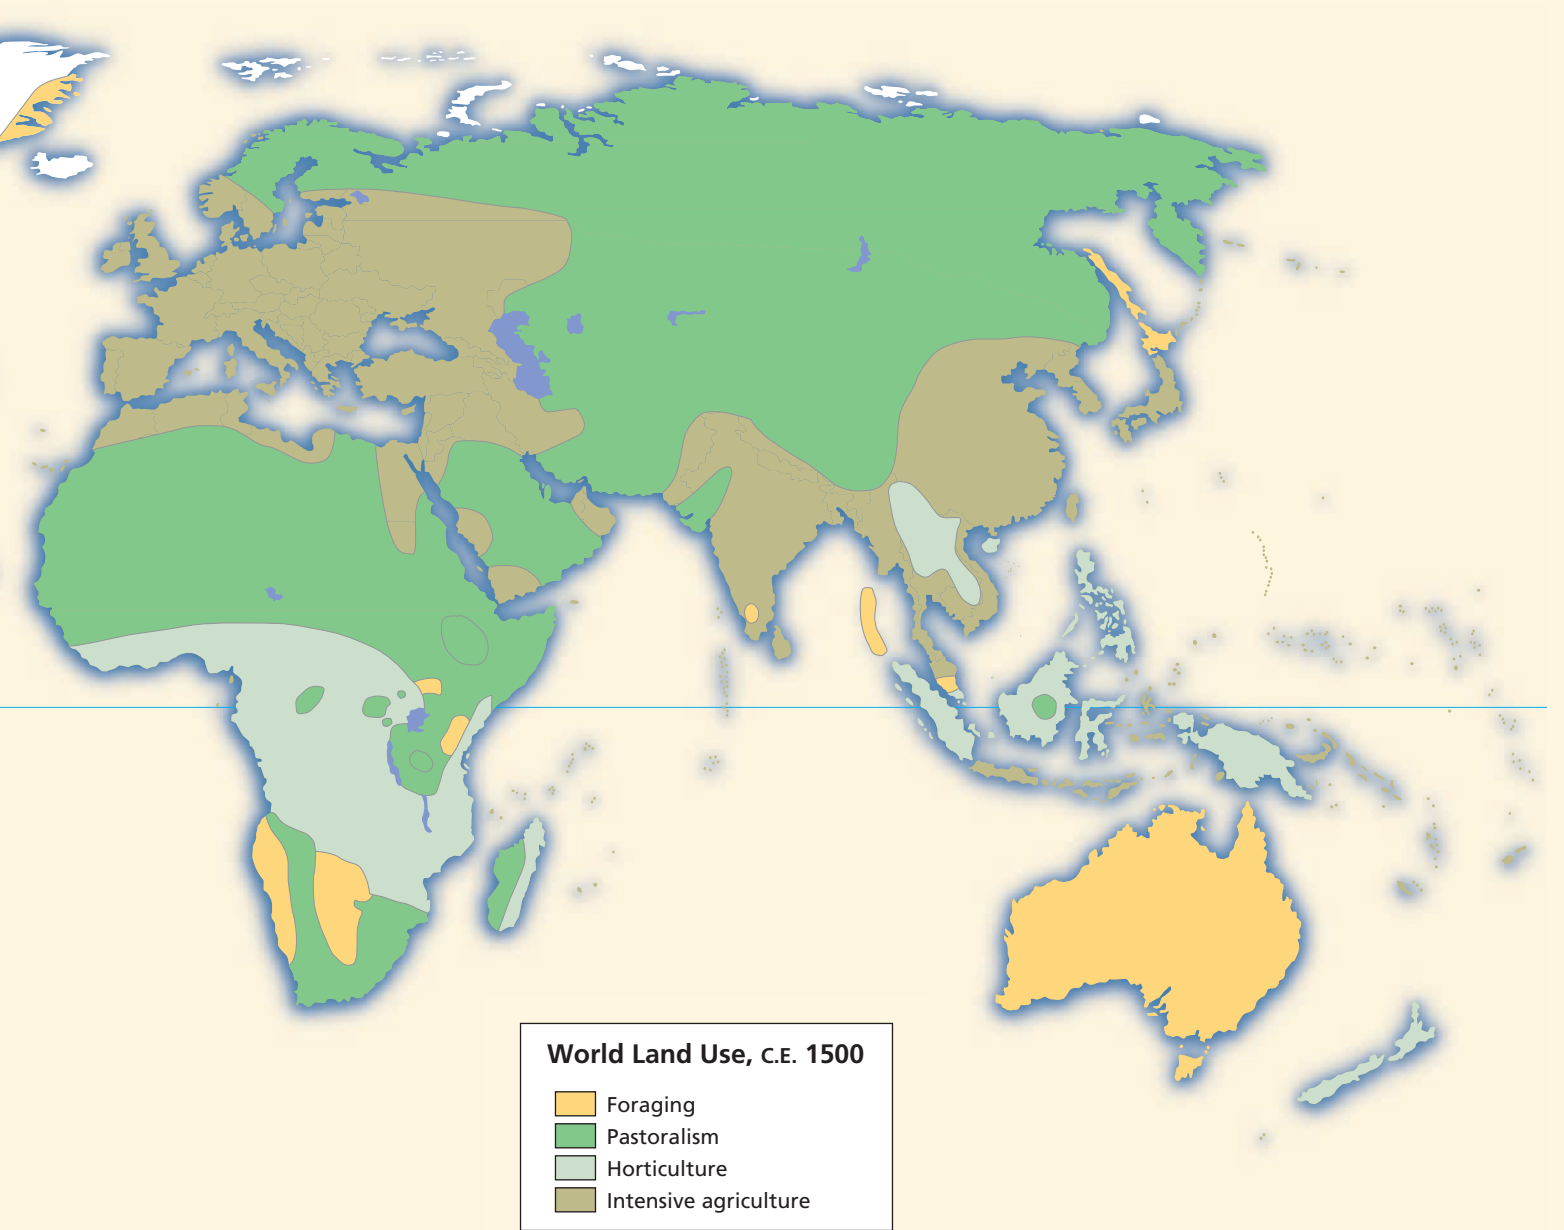 World Land Use, C.E. 1500
Foraging
Pastoralism
Horticulture
Intensive agriculture